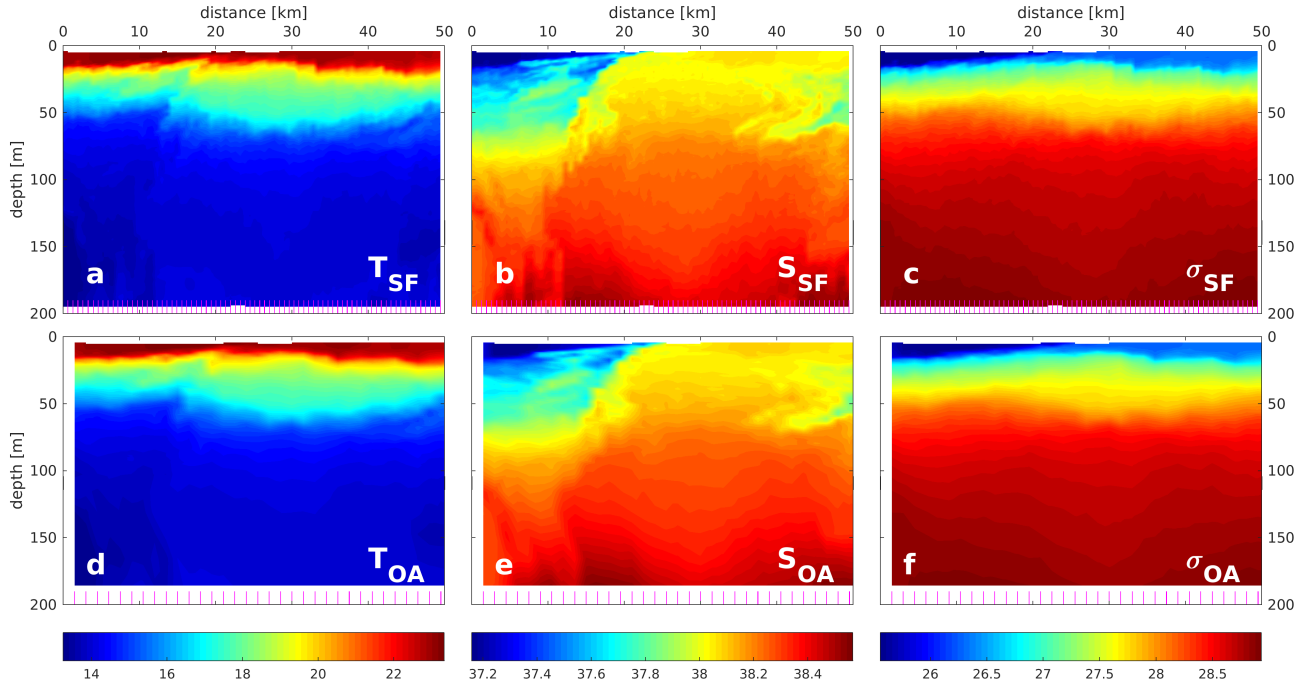 distance [km] distance [km] distance [km]
0 10 20 30 40 50 0 10 20 30 40 50 0 10 20 30 40 50
0 0
50 50
100 100
150 150
200 200
depth [m]
a T_SF b S_SF c σ_SF
0 0
50 50
100 100
150 150
200 200
depth [m]
d T_OA e S_OA f σ_OA
14 16 18 20 22 37.2 37.4 37.6 37.8 38 38.2 38.4 26 26.5 27 27.5 28 28.5